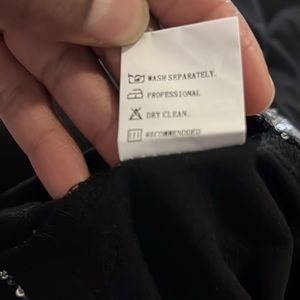 WASH SEPARATELY.
PROFESSIONAL
DRY CLEAN.
RECOMMENDED